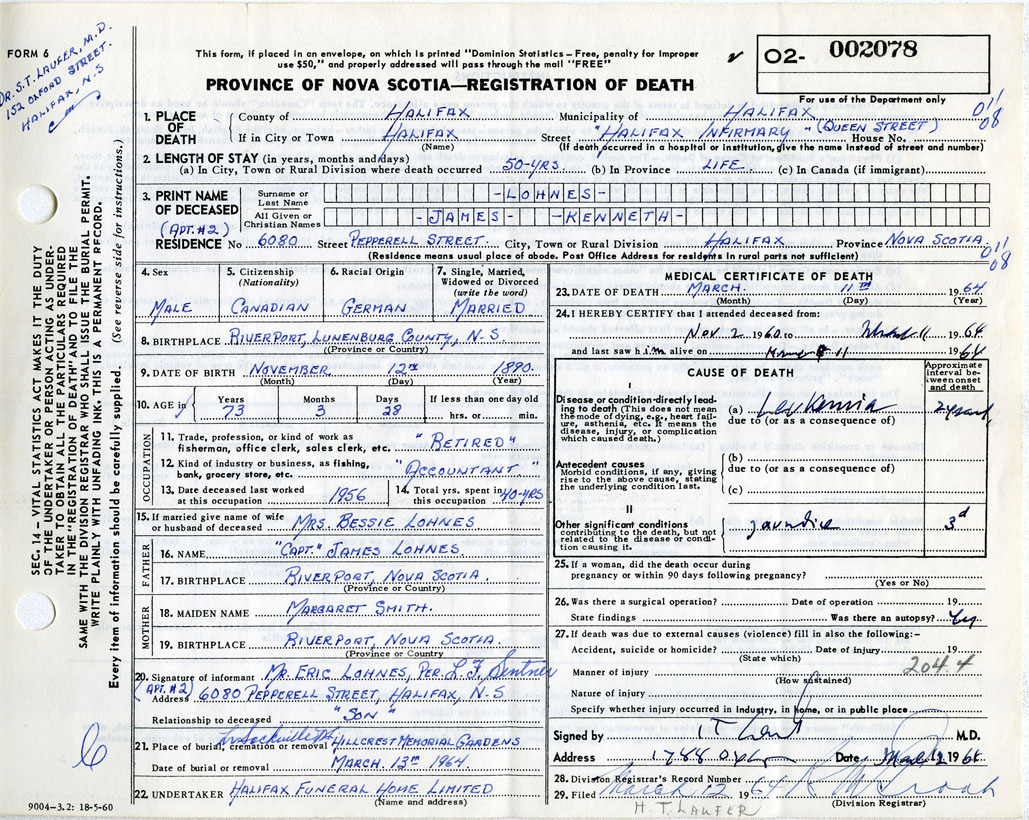 FORM 6
DR. S.T. LAUFER, M.D.
152 OXFORD STREET.
HALIFAX, N.S
This form, if placed in an envelope, on which is printed "Dominion Statistics—Free, penalty for improper
use $50," and properly addressed will pass through the mail "FREE"
PROVINCE OF NOVA SCOTIA—REGISTRATION OF DEATH
02- 002078
For use of the Department only
011
08
1. PLACE OF DEATH
County of HALIFAX Municipality of HALIFAX
If in City or Town HALIFAX Street "HALIFAX INFIRMARY" (QUEEN STREET) House No.
(Name) (If death occurred in a hospital or institution, give the name instead of street and number)
2. LENGTH OF STAY (in years, months and days)
(a) In City, Town or Rural Division where death occurred 50-YRS (b) In Province LIFE (c) In Canada (if immigrant)
3. PRINT NAME OF DECEASED
Surname or Last Name -LOHNES-
All Given or Christian Names -JAMES- -KENNETH-
(APT. #2)
RESIDENCE No 6080 Street PEPPERELL STREET. City, Town or Rural Division HALIFAX Province NOVA SCOTIA.
(Residence means usual place of abode. Post Office Address for residents in rural parts not sufficient)
011
08
4. Sex MALE
5. Citizenship (Nationality) CANADIAN
6. Racial Origin GERMAN
7. Single, Married, Widowed or Divorced (write the word) MARRIED
8. BIRTHPLACE RIVERPORT, LUNENBURG COUNTY, N-S.
(Province or Country)
9. DATE OF BIRTH NOVEMBER 12TH 1890.
(Month) (Day) (Year)
10. AGE in Years 73 Months 3 Days 28 If less than one day old hrs. or min.
OCCUPATION
11. Trade, profession, or kind of work as
fisherman, office clerk, sales clerk, etc. "RETIRED"
12. Kind of industry or business, as fishing,
bank, grocery store, etc. "ACCOUNTANT"
13. Date deceased last worked at this occupation 1956
14. Total yrs. spent in this occupation 40-YRS
15. If married give name of wife
or husband of deceased MRS. BESSIE LOHNES
FATHER
16. NAME "CAPT." JAMES LOHNES.
17. BIRTHPLACE RIVERPORT, NOVA SCOTIA.
(Province or Country)
MOTHER
18. MAIDEN NAME MARGARET SMITH.
19. BIRTHPLACE RIVERPORT, NOVA SCOTIA.
(Province or Country
20. Signature of informant MR. ERIC LOHNES, PER L. F. Sentner
(APT. #2)
Address 6080 PEPPERELL STREET, HALIFAX, N.S
Relationship to deceased "SON"
21. Place of burial, cremation or removal HILLCREST MEMORIAL GARDENS
Date of burial or removal MARCH. 13TH 1964.
22. UNDERTAKER HALIFAX FUNERAL HOME LIMITED
(Name and address)
MEDICAL CERTIFICATE OF DEATH
23. DATE OF DEATH MARCH. 11TH 1964
(Month) (Day) (Year)
24. I HEREBY CERTIFY that I attended deceased from:
Nov. 2 1960 to March 11 1964
and last saw him alive on March 11 1964
CAUSE OF DEATH
Approximate interval between onset and death
I
Disease or condition directly leading to death (This does not mean the mode of dying, e.g., heart failure, asthenia, etc. It means the disease, injury, or complication which caused death.)
(a) Leukemia 2 years
due to (or as a consequence of)
Antecedent causes
Morbid conditions, if any, giving rise to the above cause, stating the underlying condition last.
(b)
due to (or as a consequence of)
(c)
II
Other significant conditions
contributing to the death, but not related to the disease or condition causing it.
jaundice 3d
25. If a woman, did the death occur during
pregnancy or within 90 days following pregnancy?
(Yes or No)
26. Was there a surgical operation? Date of operation 19
State findings Was there an autopsy?
27. If death was due to external causes (violence) fill in also the following:—
Accident, suicide or homicide? Date of injury 19
(State which)
2044
Manner of injury
(How sustained)
Nature of injury
Specify whether injury occurred in industry, in home, or in public place
Signed by M.D.
Address Date March 12 1964
28. Division Registrar's Record Number
29. Filed March 12 1964
(Division Registrar)
H.T. LAUFER
SEC. 14 — VITAL STATISTICS ACT MAKES IT THE DUTY
OF THE UNDERTAKER OR PERSON ACTING AS UNDER-
TAKER TO OBTAIN ALL THE PARTICULARS REQUIRED
IN THE "REGISTRATION OF DEATH" AND TO FILE THE
SAME WITH THE DIVISION REGISTRAR WHO SHALL ISSUE THE BURIAL PERMIT.
WRITE PLAINLY WITH UNFADING INK. THIS IS A PERMANENT RECORD.
Every item of information should be carefully supplied. (See reverse side for instructions.)
6
9004-3.2: 18-5-60